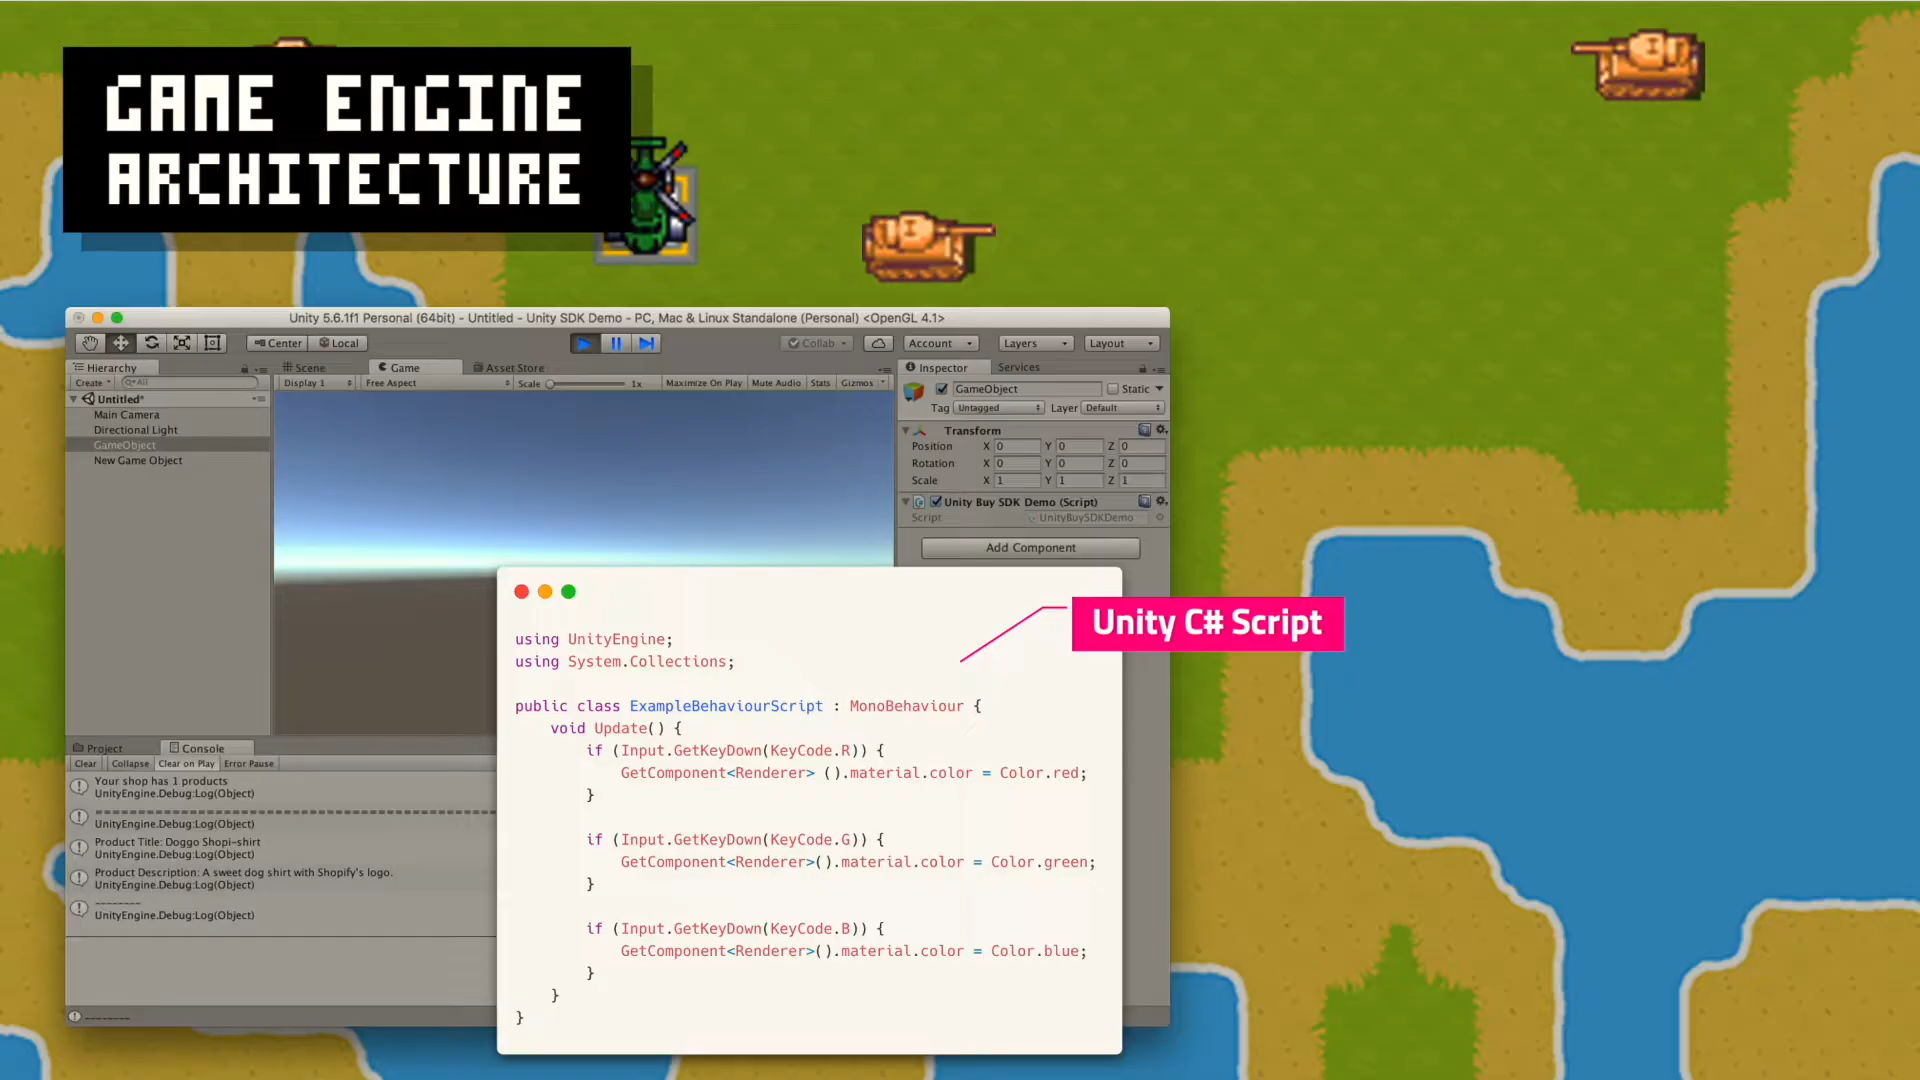 GAME ENGINE
ARCHITECTURE
Unity 5.6.1f1 Personal (64bit) - Untitled - Unity SDK Demo - PC, Mac & Linux Standalone (Personal) <OpenGL 4.1>
Center Local Collab Account Layers Layout
Hierarchy Scene Game Asset Store Inspector Services
Create All Display 1 Free Aspect Scale 1x Maximize On Play Mute Audio Stats Gizmos
GameObject Static
Tag Untagged Layer Default
Untitled*
Main Camera
Directional Light
GameObject
New Game Object
Transform
Position X 0 Y 0 Z 0
Rotation X 0 Y 0 Z 0
Scale X 1 Y 1 Z 1
Unity Buy SDK Demo (Script)
Script UnityBuySDKDemo
Add Component
Unity C# Script
using UnityEngine;
using System.Collections;
public class ExampleBehaviourScript : MonoBehaviour {
void Update() {
if (Input.GetKeyDown(KeyCode.R)) {
GetComponent<Renderer> ().material.color = Color.red;
}
if (Input.GetKeyDown(KeyCode.G)) {
GetComponent<Renderer>().material.color = Color.green;
}
if (Input.GetKeyDown(KeyCode.B)) {
GetComponent<Renderer>().material.color = Color.blue;
}
}
}
Project Console
Clear Collapse Clear on Play Error Pause
Your shop has 1 products
UnityEngine.Debug:Log(Object)
UnityEngine.Debug:Log(Object)
Product Title: Doggo Shopi-shirt
UnityEngine.Debug:Log(Object)
Product Description: A sweet dog shirt with Shopify's logo.
UnityEngine.Debug:Log(Object)
--------
UnityEngine.Debug:Log(Object)
--------